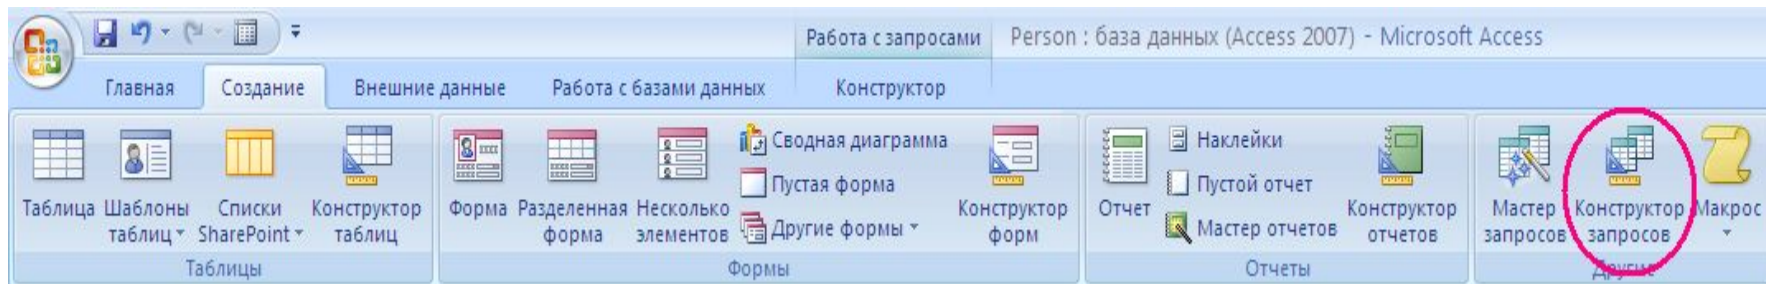 Работа с запросами
Person : база данных (Access 2007) - Microsoft Access
Главная
Создание
Внешние данные
Работа с базами данных
Конструктор
Таблица
Шаблоны
таблиц
Списки
SharePoint
Конструктор
таблиц
Таблицы
Форма
Разделенная
форма
Несколько
элементов
Сводная диаграмма
Пустая форма
Другие формы
Конструктор
форм
Формы
Отчет
Наклейки
Пустой отчет
Мастер отчетов
Конструктор
отчетов
Отчеты
Мастер
запросов
Конструктор
запросов
Макрос
Другие